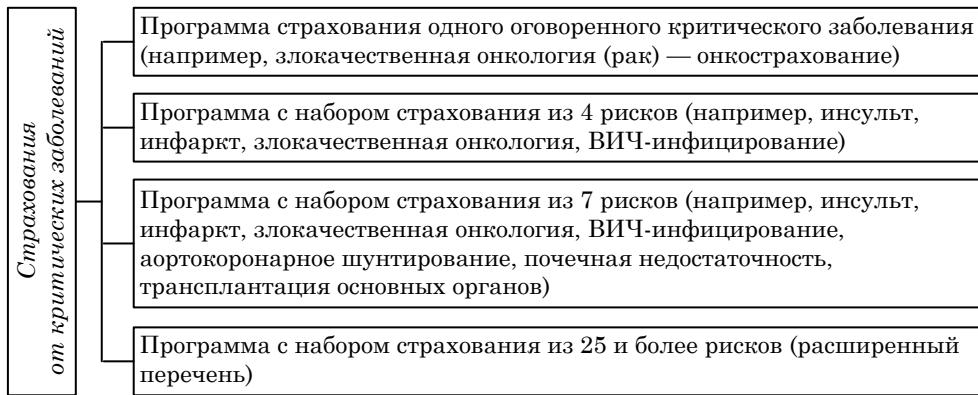 Страхования
от критических заболеваний
Программа страхования одного оговоренного критического заболевания
(например, злокачественная онкология (рак) — онкострахование)
Программа с набором страхования из 4 рисков (например, инсульт,
инфаркт, злокачественная онкология, ВИЧ-инфицирование)
Программа с набором страхования из 7 рисков (например, инсульт,
инфаркт, злокачественная онкология, ВИЧ-инфицирование,
аортокоронарное шунтирование, почечная недостаточность,
трансплантация основных органов)
Программа с набором страхования из 25 и более рисков (расширенный
перечень)